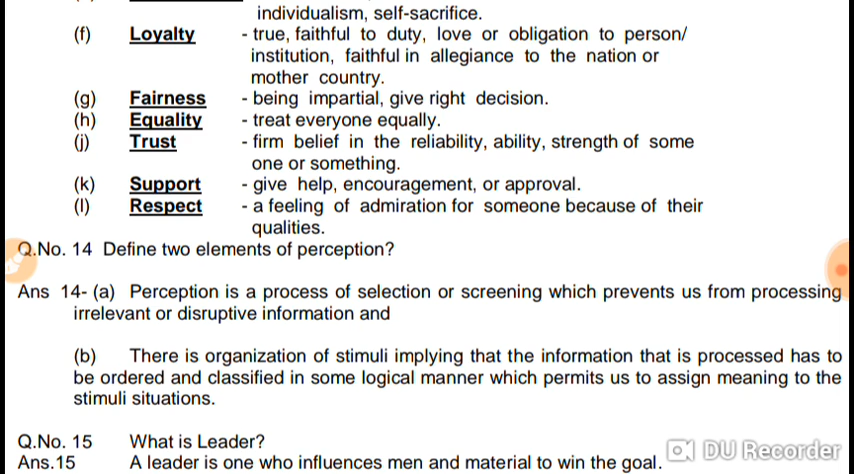 individualism, self-sacrifice.
(f) Loyalty - true, faithful to duty, love or obligation to person/
institution, faithful in allegiance to the nation or
mother country.
(g) Fairness - being impartial, give right decision.
(h) Equality - treat everyone equally.
(j) Trust - firm belief in the reliability, ability, strength of some
one or something.
(k) Support - give help, encouragement, or approval.
(l) Respect - a feeling of admiration for someone because of their
qualities.
Q.No. 14 Define two elements of perception?
Ans 14- (a) Perception is a process of selection or screening which prevents us from processing
irrelevant or disruptive information and
(b) There is organization of stimuli implying that the information that is processed has to
be ordered and classified in some logical manner which permits us to assign meaning to the
stimuli situations.
Q.No. 15 What is Leader?
Ans.15 A leader is one who influences men and material to win the goal.
DU Recorder